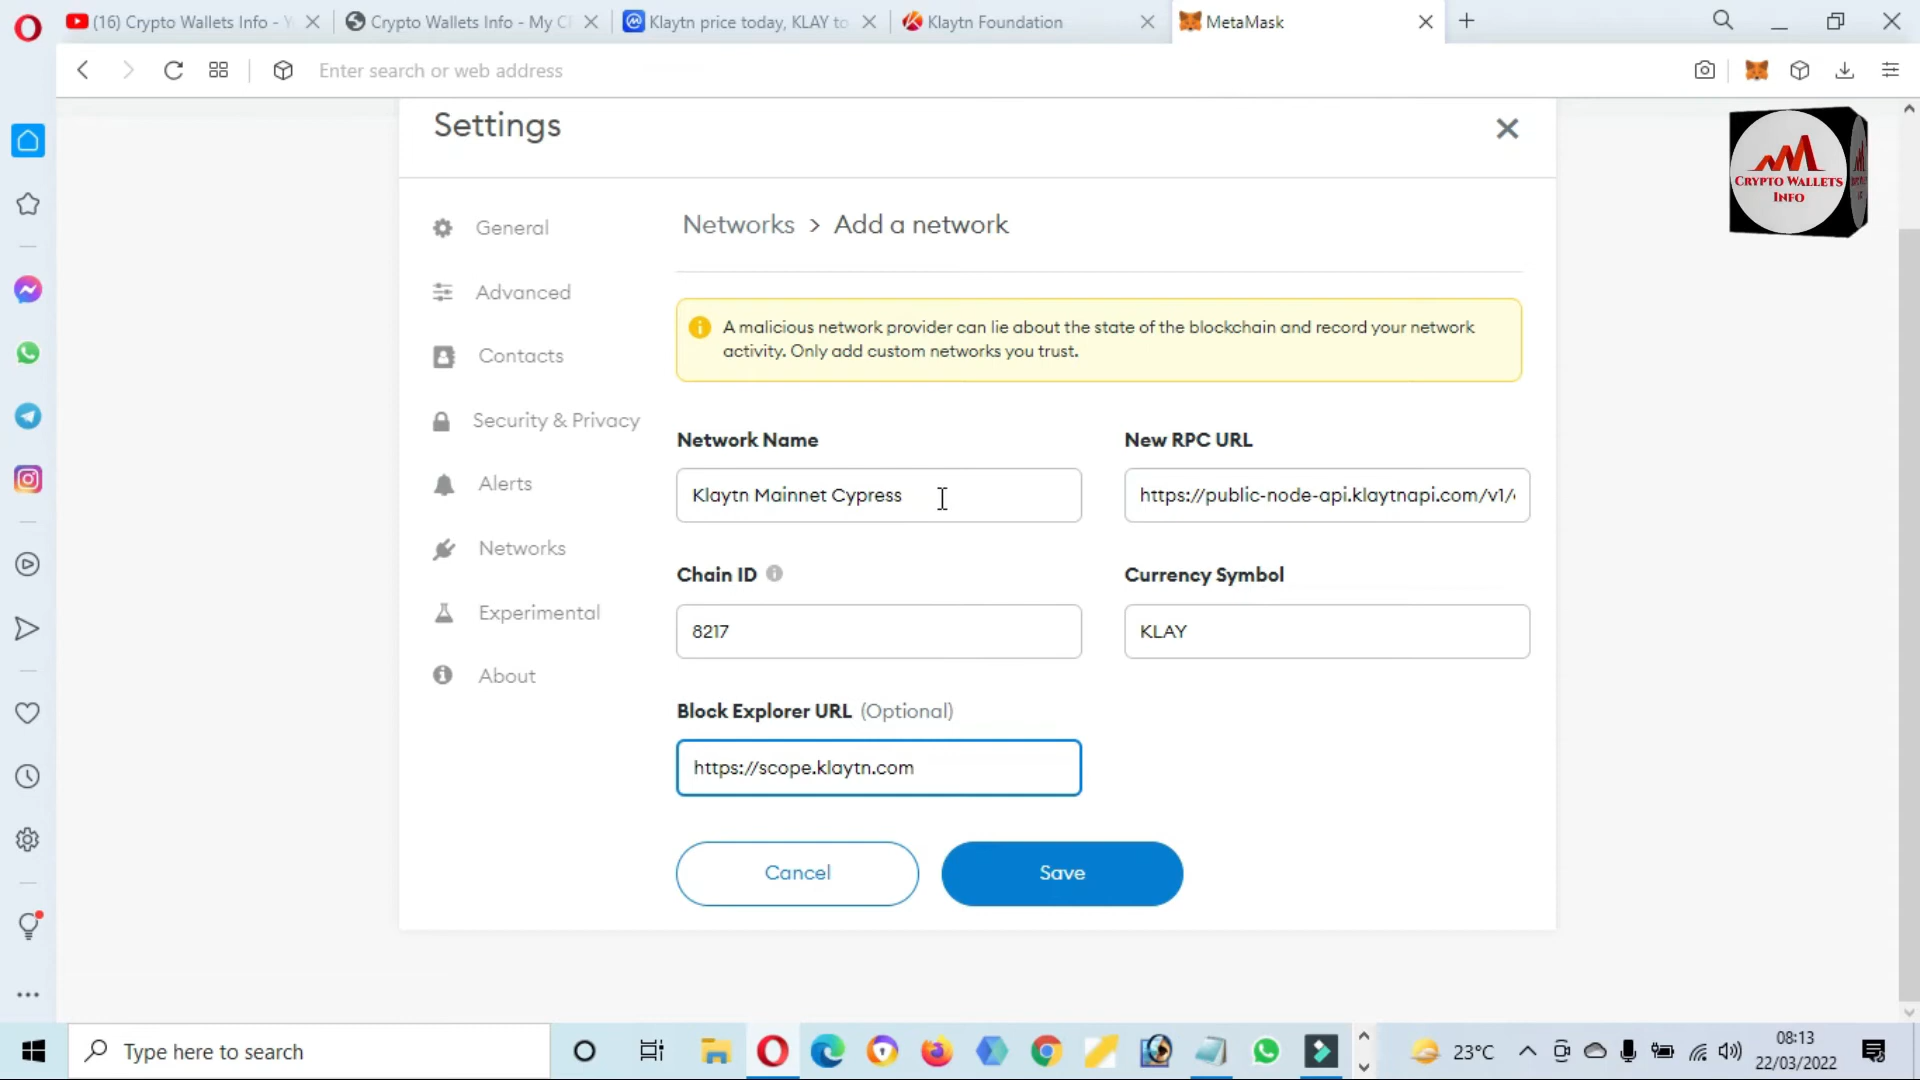 (16) Crypto Wallets Info - Y
Crypto Wallets Info - My C
Klaytn price today, KLAY to
Klaytn Foundation
MetaMask
Enter search or web address
Settings
CRYPTO WALLETS
INFO
General
Advanced
Contacts
Security & Privacy
Alerts
Networks
Experimental
About
Networks > Add a network
A malicious network provider can lie about the state of the blockchain and record your network
activity. Only add custom networks you trust.
Network Name
New RPC URL
Klaytn Mainnet Cypress
https://public-node-api.klaytnapi.com/v1/
Chain ID
Currency Symbol
8217
KLAY
Block Explorer URL (Optional)
https://scope.klaytn.com
Cancel
Save
Type here to search
23°C
08:13
22/03/2022